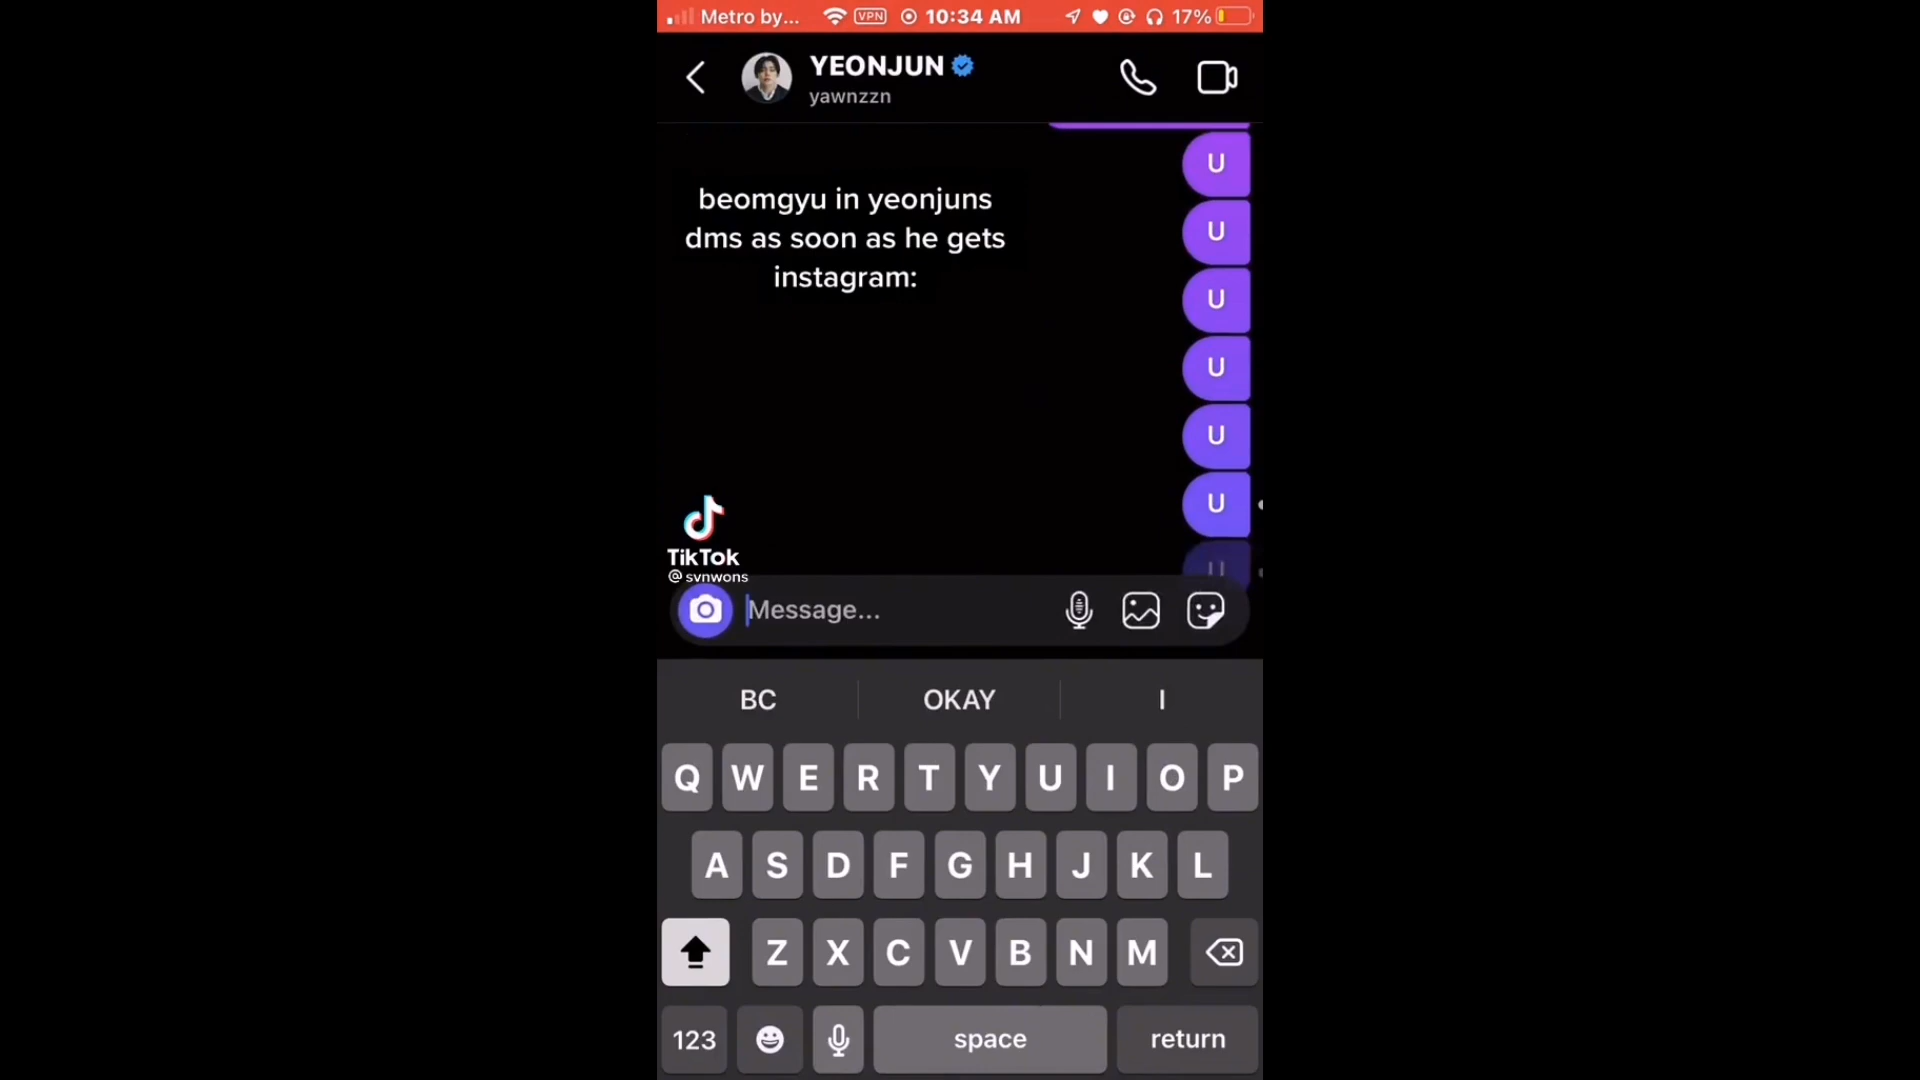 Metro by... VPN 10:34 AM 17%
YEONJUN
yawnzzn
U
beomgyu in yeonjuns
dms as soon as he gets
instagram:
U
U
U
U
U
U
TikTok
@svnwons
Message...
BC OKAY I
Q W E R T Y U I O P
A S D F G H J K L
Z X C V B N M
123 space return